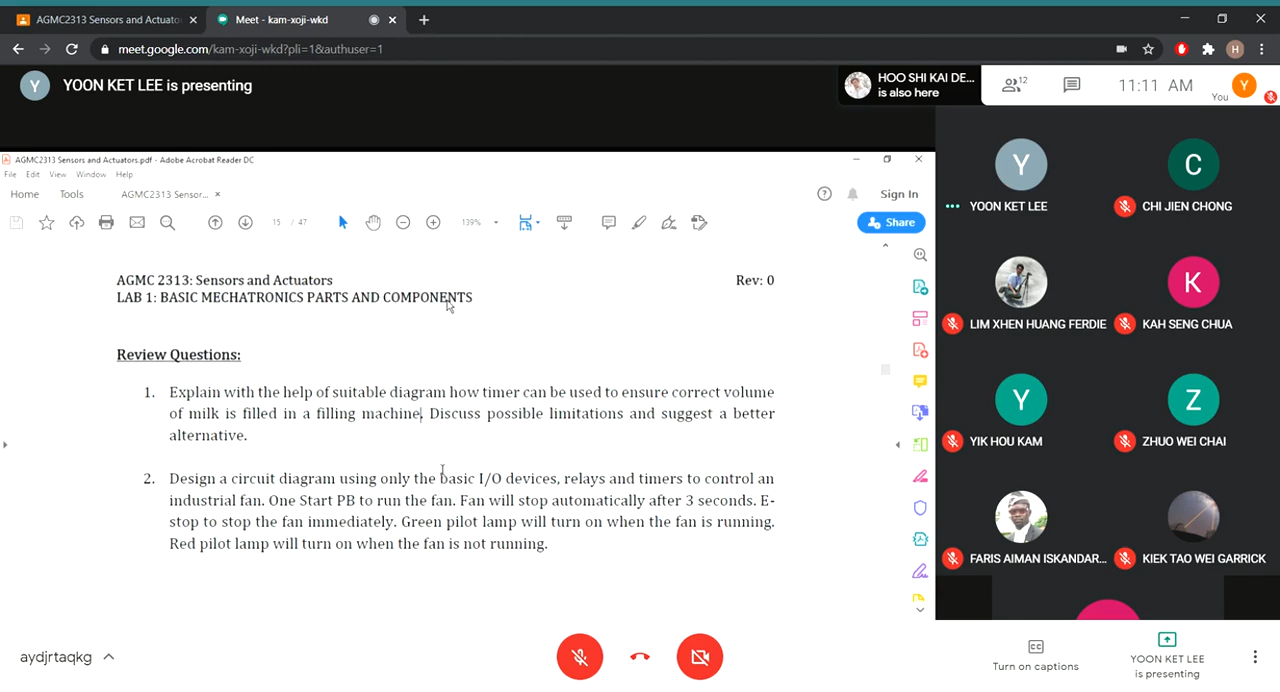 AGMC2313 Sensors and Actuato
Meet - kam-xoji-wkd
meet.google.com/kam-xoji-wkd?pli=1&authuser=1
H
Y
YOON KET LEE is presenting
HOO SHI KAI DE...
is also here
12
11:11 AM
You
Y
AGMC2313 Sensors and Actuators.pdf - Adobe Acrobat Reader DC
File Edit View Window Help
Home Tools AGMC2313 Sensor... ×
Sign In
15 / 47
139%
Share
AGMC 2313: Sensors and Actuators
Rev: 0
LAB 1: BASIC MECHATRONICS PARTS AND COMPONENTS
Review Questions:
1. Explain with the help of suitable diagram how timer can be used to ensure correct volume
of milk is filled in a filling machine. Discuss possible limitations and suggest a better
alternative.
2. Design a circuit diagram using only the basic I/O devices, relays and timers to control an
industrial fan. One Start PB to run the fan. Fan will stop automatically after 3 seconds. E-
stop to stop the fan immediately. Green pilot lamp will turn on when the fan is running.
Red pilot lamp will turn on when the fan is not running.
Y
YOON KET LEE
C
CHI JIEN CHONG
LIM XHEN HUANG FERDIE
K
KAH SENG CHUA
Y
YIK HOU KAM
Z
ZHUO WEI CHAI
FARIS AIMAN ISKANDAR...
KIEK TAO WEI GARRICK
aydjrtaqkg
CC
Turn on captions
YOON KET LEE
is presenting